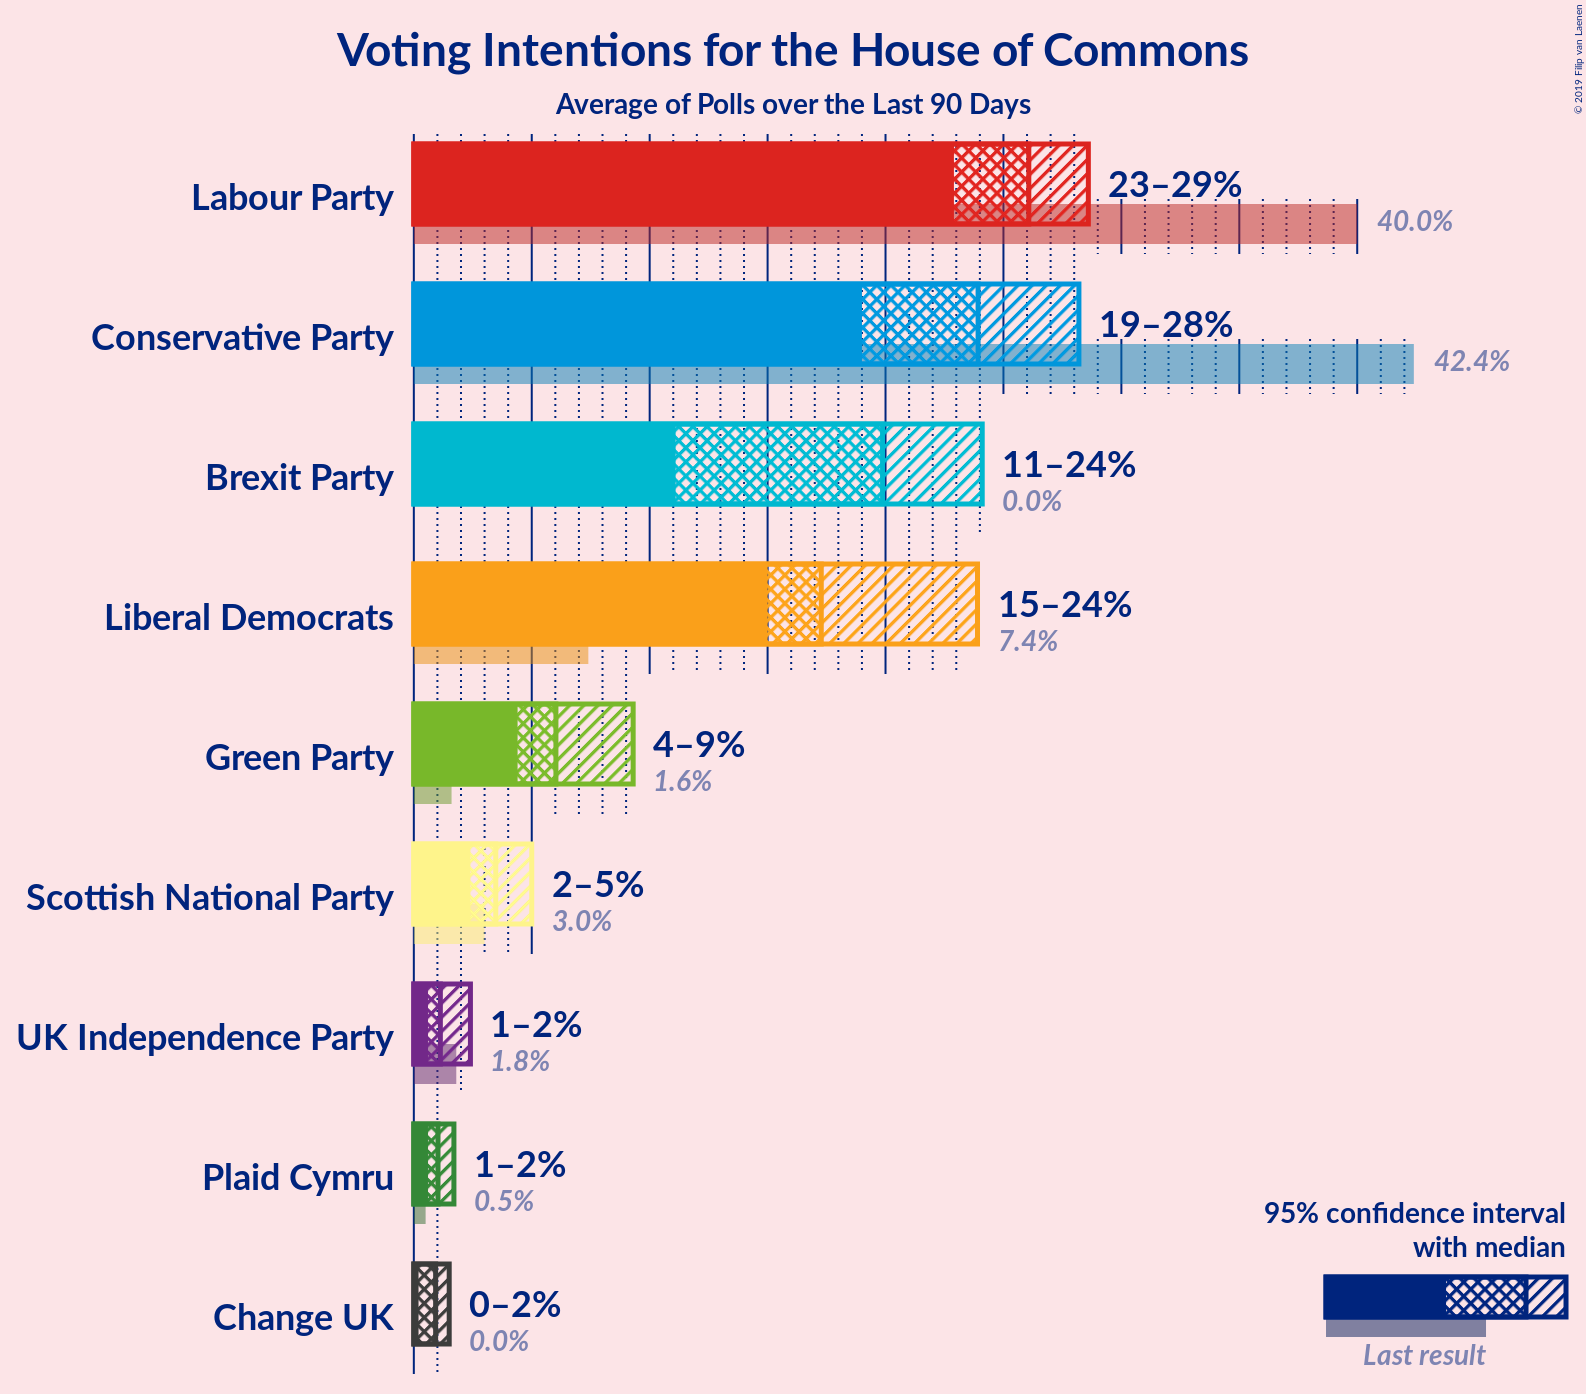 Voting Intentions for the House of Commons
Average of Polls over the Last 90 Days
© 2019 Filip van Laenen
Labour Party
23–29%
40.0%
Conservative Party
19–28%
42.4%
Brexit Party
11–24%
0.0%
Liberal Democrats
15–24%
7.4%
Green Party
4–9%
1.6%
Scottish National Party
2–5%
3.0%
UK Independence Party
1–2%
1.8%
Plaid Cymru
1–2%
0.5%
Change UK
0–2%
0.0%
95% confidence interval
with median
Last result